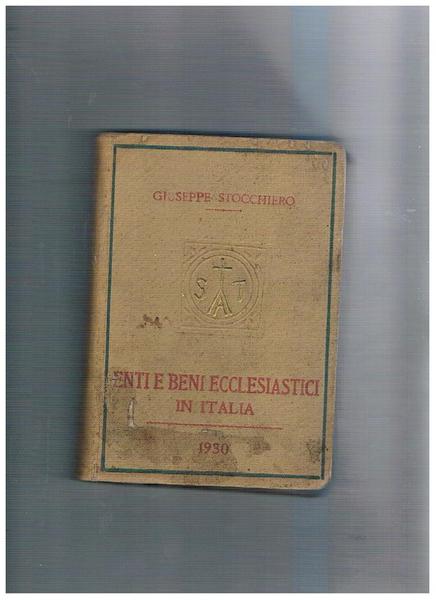 GIUSEPPE STOCCHIERO
S A T
ENTI E BENI ECCLESIASTICI
IN ITALIA
1930